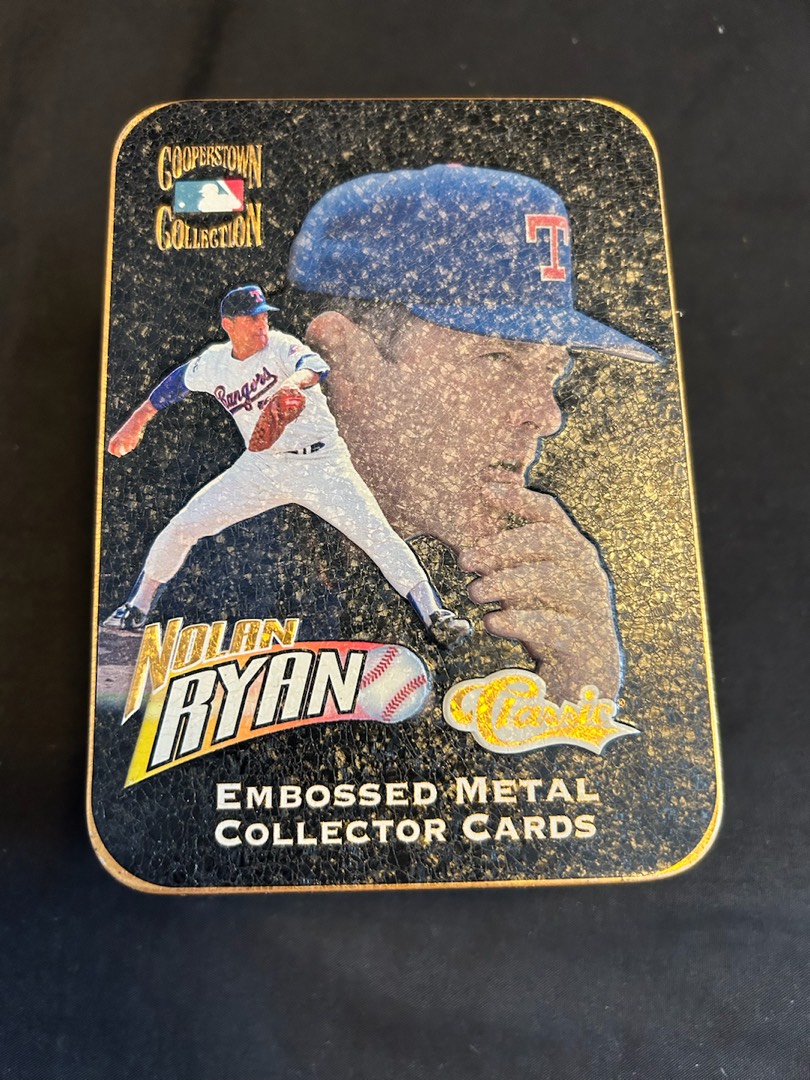 COOPERSTOWN
COLLECTION
T
T
Rangers
NOLAN
RYAN
Classic
EMBOSSED METAL
COLLECTOR CARDS